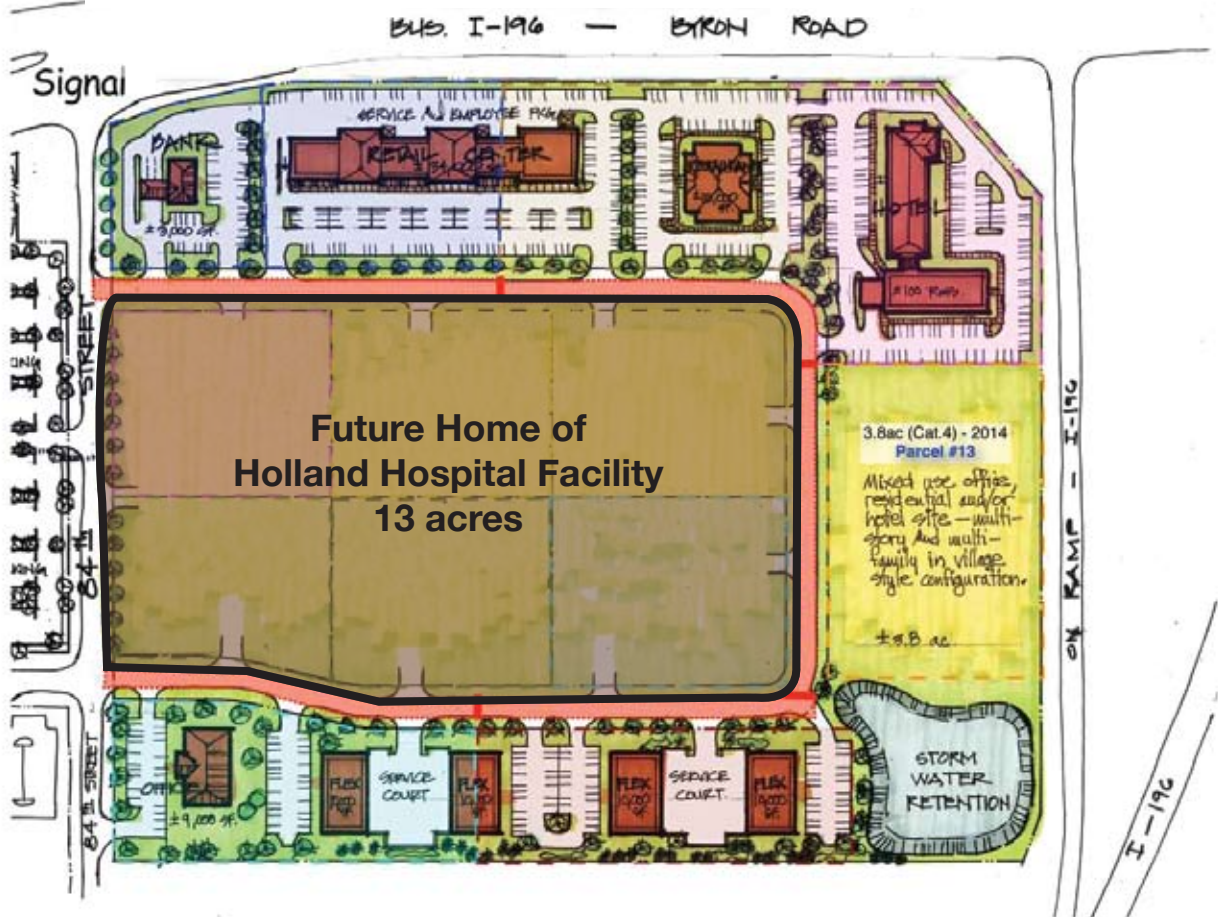 BUS. I-196 — BYRON ROAD
Signal
SERVICE AND EMPLOYEE PKG.
BANK
RETAIL CENTER
HOTEL
±100 RMS.
STREET
84TH
Future Home of
Holland Hospital Facility
13 acres
3.8ac (Cat.4) - 2014
Parcel #13
Mixed use office,
residential and/or
hotel site — multi-
story and multi-
family in village
style configuration.
±3.8 ac.
ON RAMP - I-196
84TH STREET
OFFICE
±9,000 SF.
FLEX
SERVICE
COURT
FLEX
FLEX
SERVICE
COURT
FLEX
STORM
WATER
RETENTION
I-196